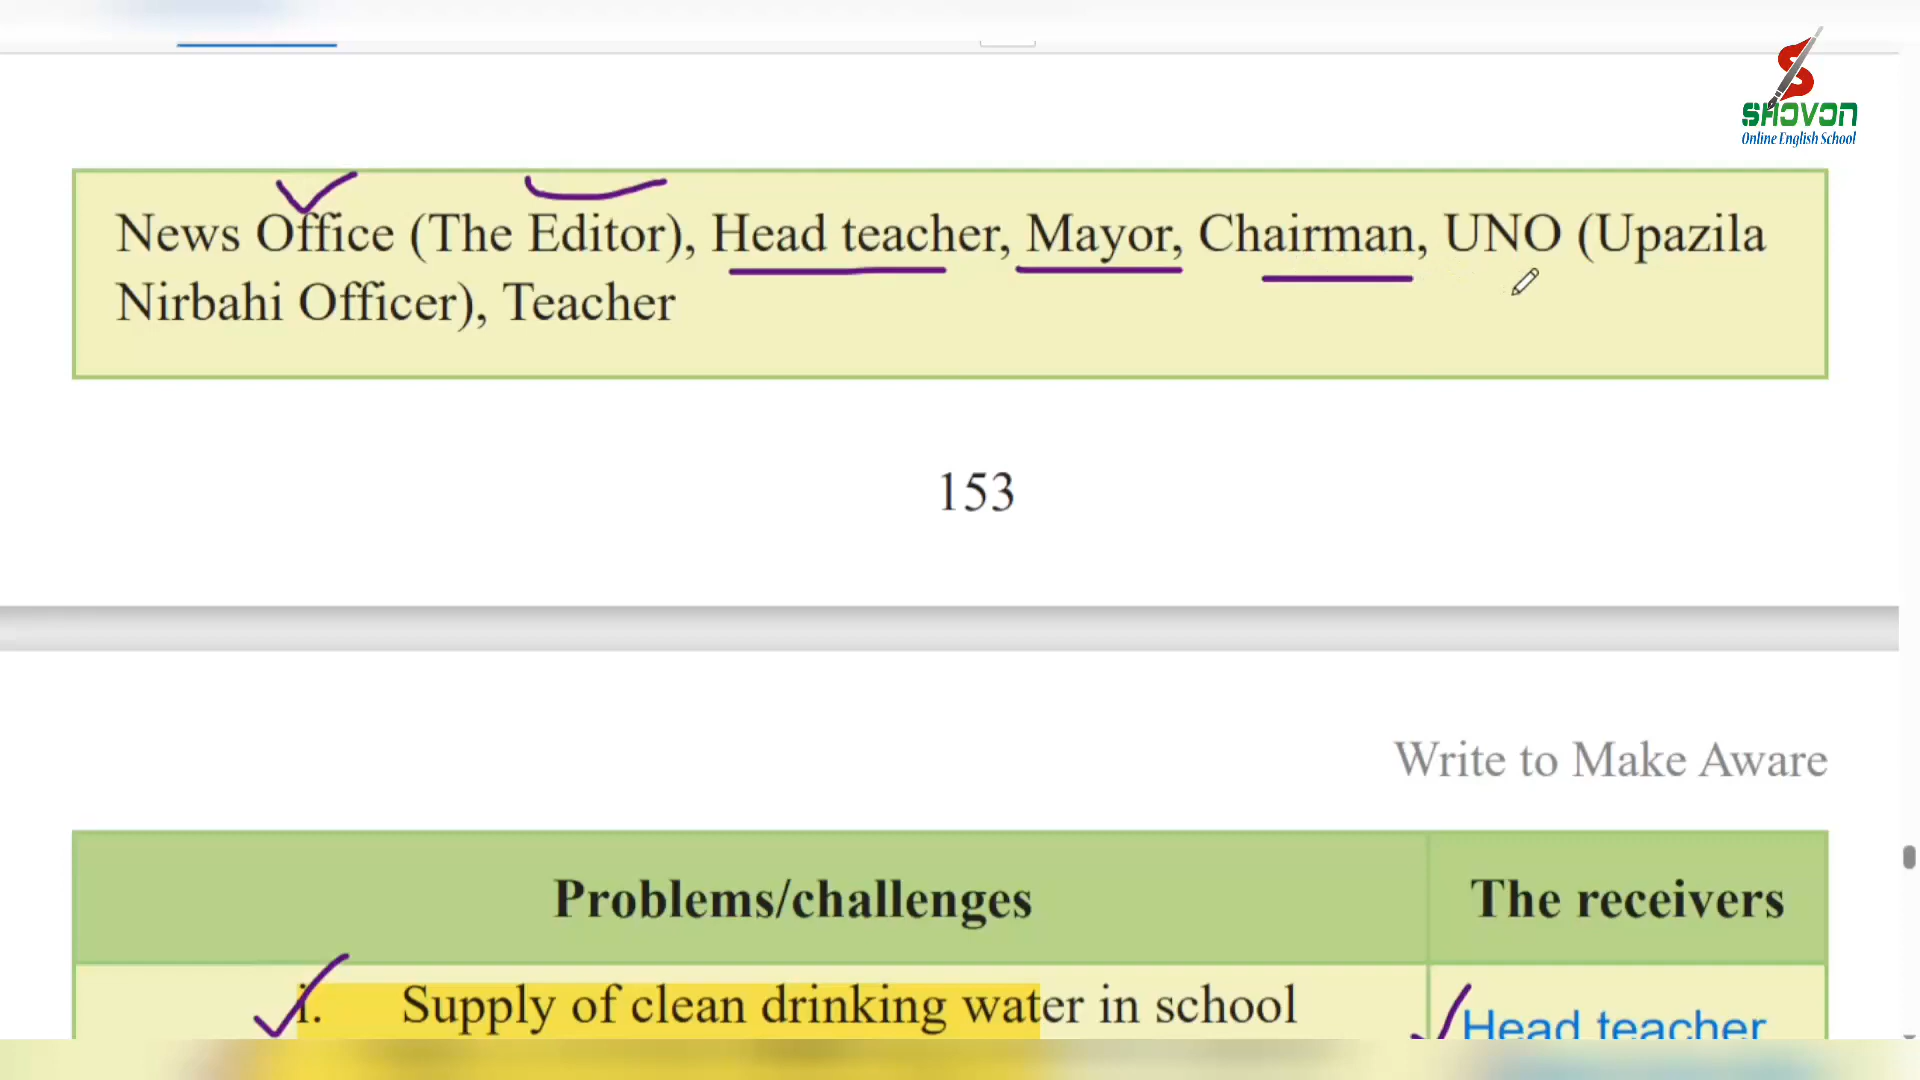 SHOVON
Online English School
News Office (The Editor), Head teacher, Mayor, Chairman, UNO (Upazila
Nirbahi Officer), Teacher
153
Write to Make Aware
Problems/challenges
The receivers
i. Supply of clean drinking water in school
Head teacher